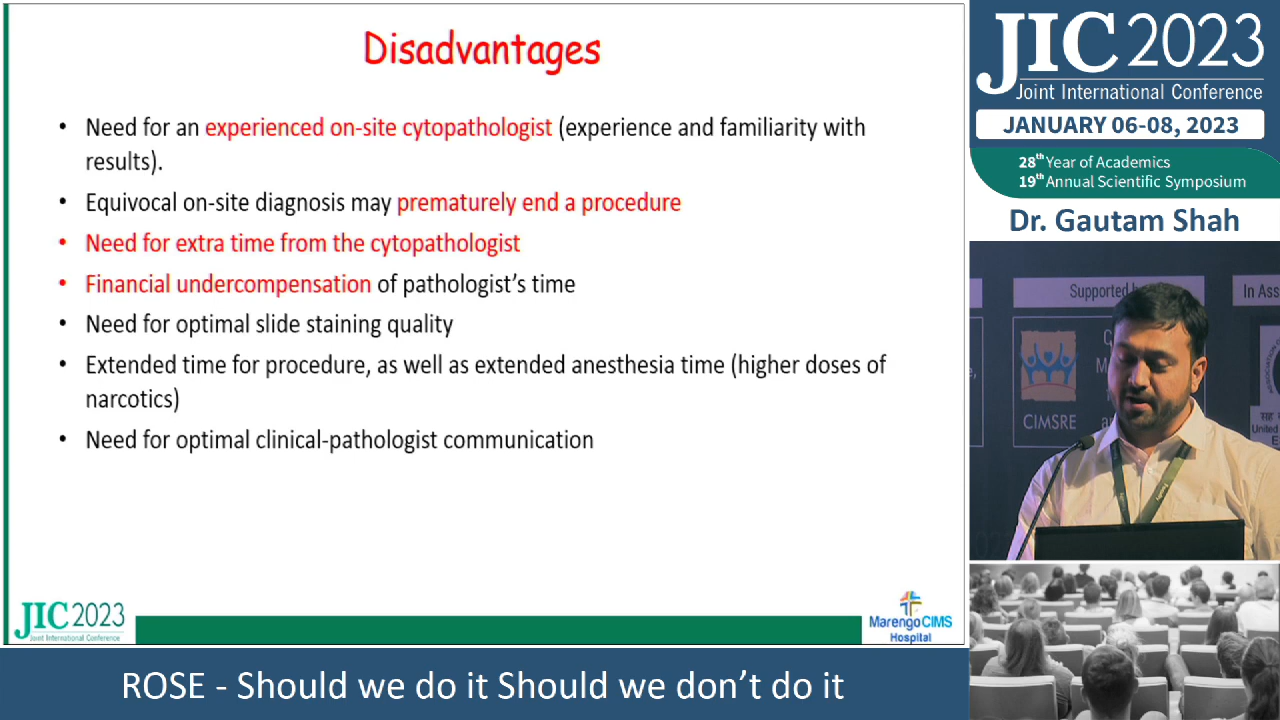 Disadvantages
• Need for an experienced on-site cytopathologist (experience and familiarity with
results).
• Equivocal on-site diagnosis may prematurely end a procedure
• Need for extra time from the cytopathologist
• Financial undercompensation of pathologist's time
• Need for optimal slide staining quality
• Extended time for procedure, as well as extended anesthesia time (higher doses of
narcotics)
• Need for optimal clinical-pathologist communication
JIC 2023
Joint International Conference
Marengo CIMS
Hospital
ROSE - Should we do it Should we don't do it
JIC 2023
Joint International Conference
JANUARY 06-08, 2023
28th Year of Academics
19th Annual Scientific Symposium
Dr. Gautam Shah
Supported
In Ass
CIMSRE
United